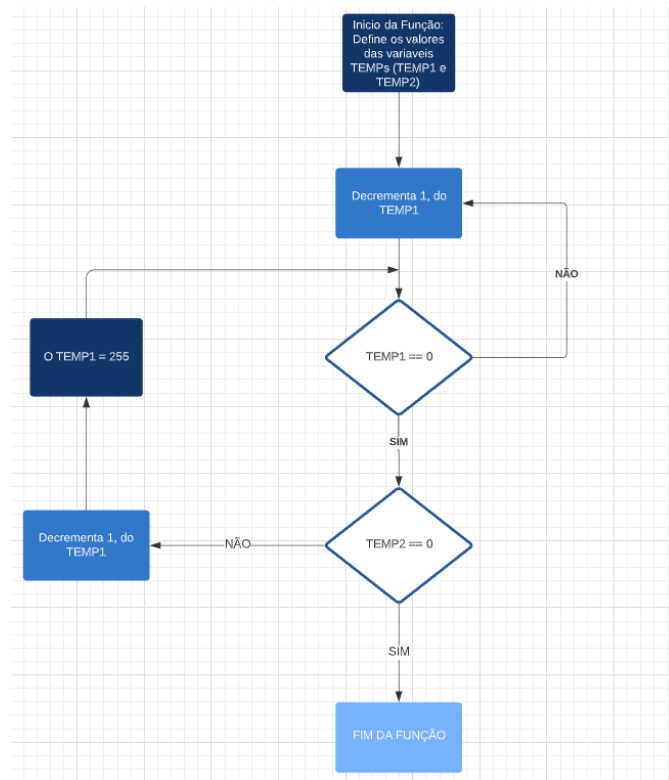 Inicio da Função:
Define os valores
das variaveis
TEMPs (TEMP1 e
TEMP2)
Decrementa 1, do
TEMP1
NÃO
O TEMP1 = 255
TEMP1 == 0
SIM
Decrementa 1, do
TEMP1
NÃO
TEMP2 == 0
SIM
FIM DA FUNÇÃO